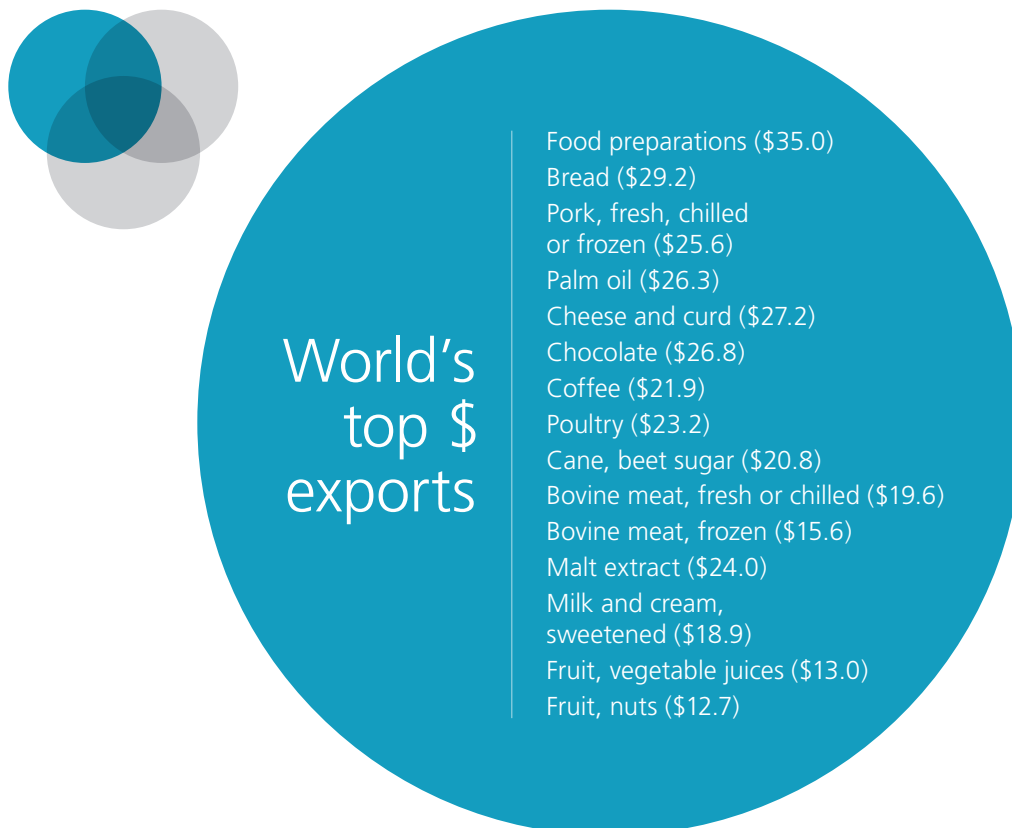 World's
top $
exports
Food preparations ($35.0)
Bread ($29.2)
Pork, fresh, chilled
or frozen ($25.6)
Palm oil ($26.3)
Cheese and curd ($27.2)
Chocolate ($26.8)
Coffee ($21.9)
Poultry ($23.2)
Cane, beet sugar ($20.8)
Bovine meat, fresh or chilled ($19.6)
Bovine meat, frozen ($15.6)
Malt extract ($24.0)
Milk and cream,
sweetened ($18.9)
Fruit, vegetable juices ($13.0)
Fruit, nuts ($12.7)